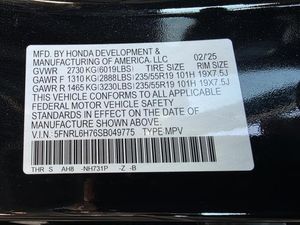 MFD. BY HONDA DEVELOPMENT &
MANUFACTURING OF AMERICA, LLC 02/'25
GVWR 2730 KG (6019LBS) TIRE SIZE RIM SIZE
GAWR F 1310 KG (2888LBS) 235/55R19 101H 19X7.5J
GAWR R 1465 KG (3230LBS) 235/55R19 101H 19X7.5J
THIS VEHICLE CONFORMS TO ALL APPLICABLE
FEDERAL MOTOR VEHICLE SAFETY
STANDARDS IN EFFECT ON THE DATE OF
MANUFACTURE SHOWN ABOVE.
V.I.N: 5FNRL6H76SB049775 TYPE: MPV
THR S AH8 -NH731P -Z -B